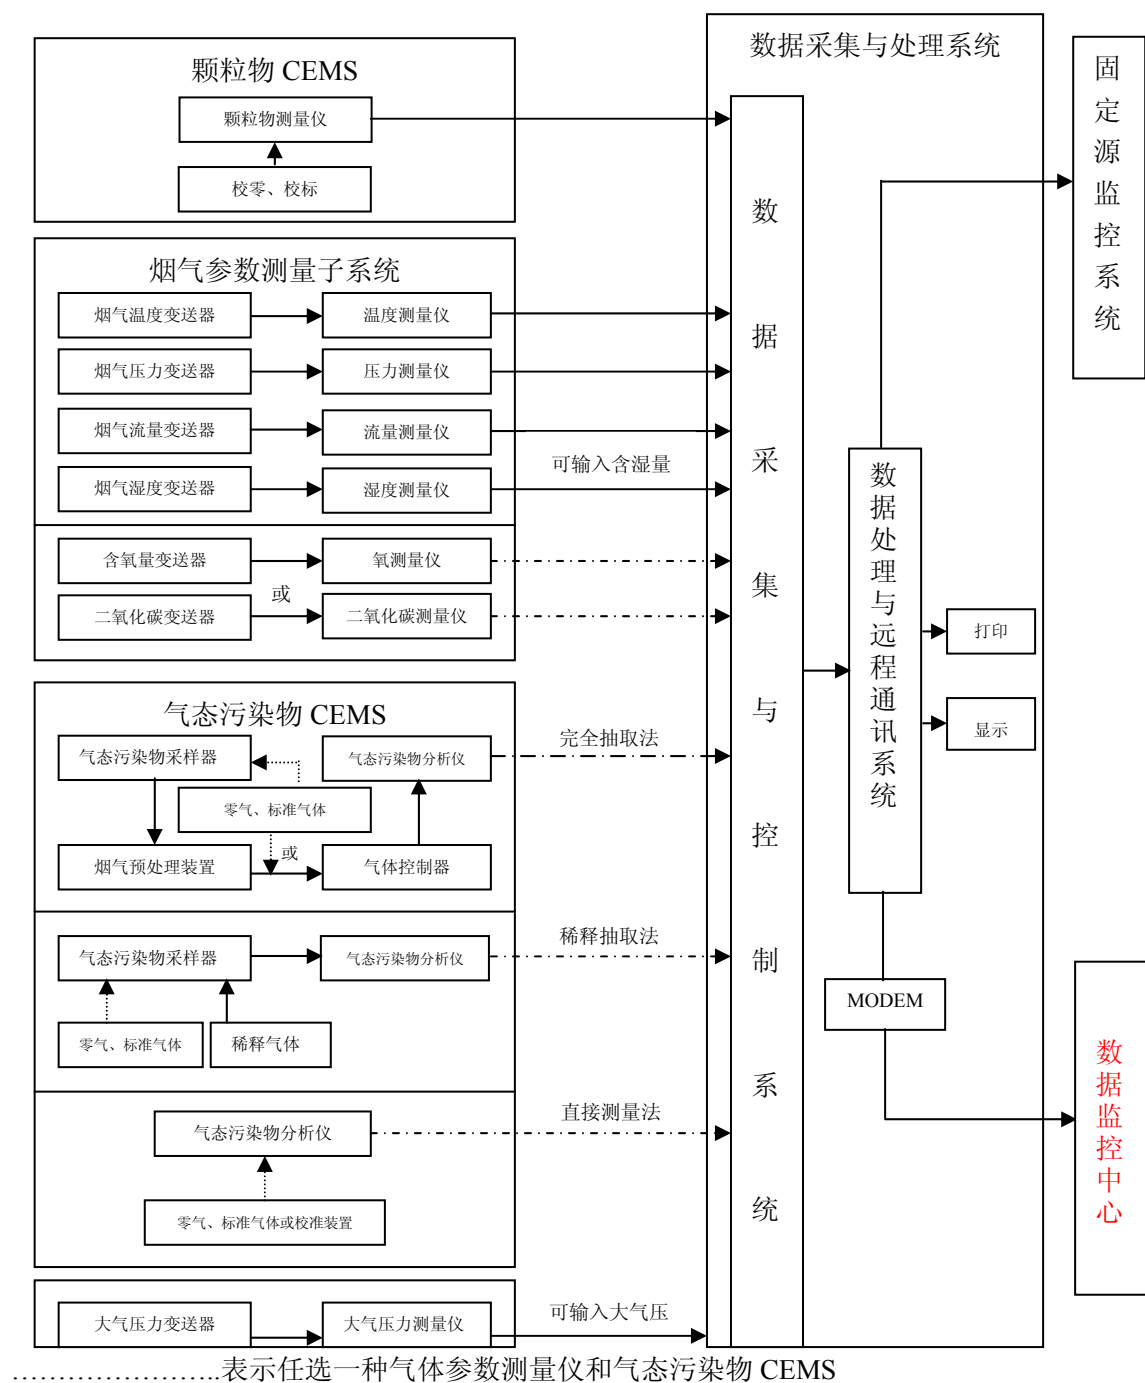 颗粒物 CEMS
颗粒物测量仪
校零、校标
烟气参数测量子系统
烟气温度变送器
温度测量仪
烟气压力变送器
压力测量仪
烟气流量变送器
流量测量仪
可输入含湿量
烟气湿度变送器
湿度测量仪
含氧量变送器
氧测量仪
或
二氧化碳变送器
二氧化碳测量仪
气态污染物 CEMS
气态污染物采样器
气态污染物分析仪
完全抽取法
零气、标准气体
或
烟气预处理装置
气体控制器
气态污染物采样器
气态污染物分析仪
稀释抽取法
零气、标准气体
稀释气体
气态污染物分析仪
直接测量法
零气、标准气体或校准装置
大气压力变送器
大气压力测量仪
可输入大气压
数据采集与处理系统
数据采集与控制系统
数据处理与远程通讯系统
打印
显示
MODEM
固定源监控系统
数据监控中心
…………………..表示任选一种气体参数测量仪和气态污染物 CEMS